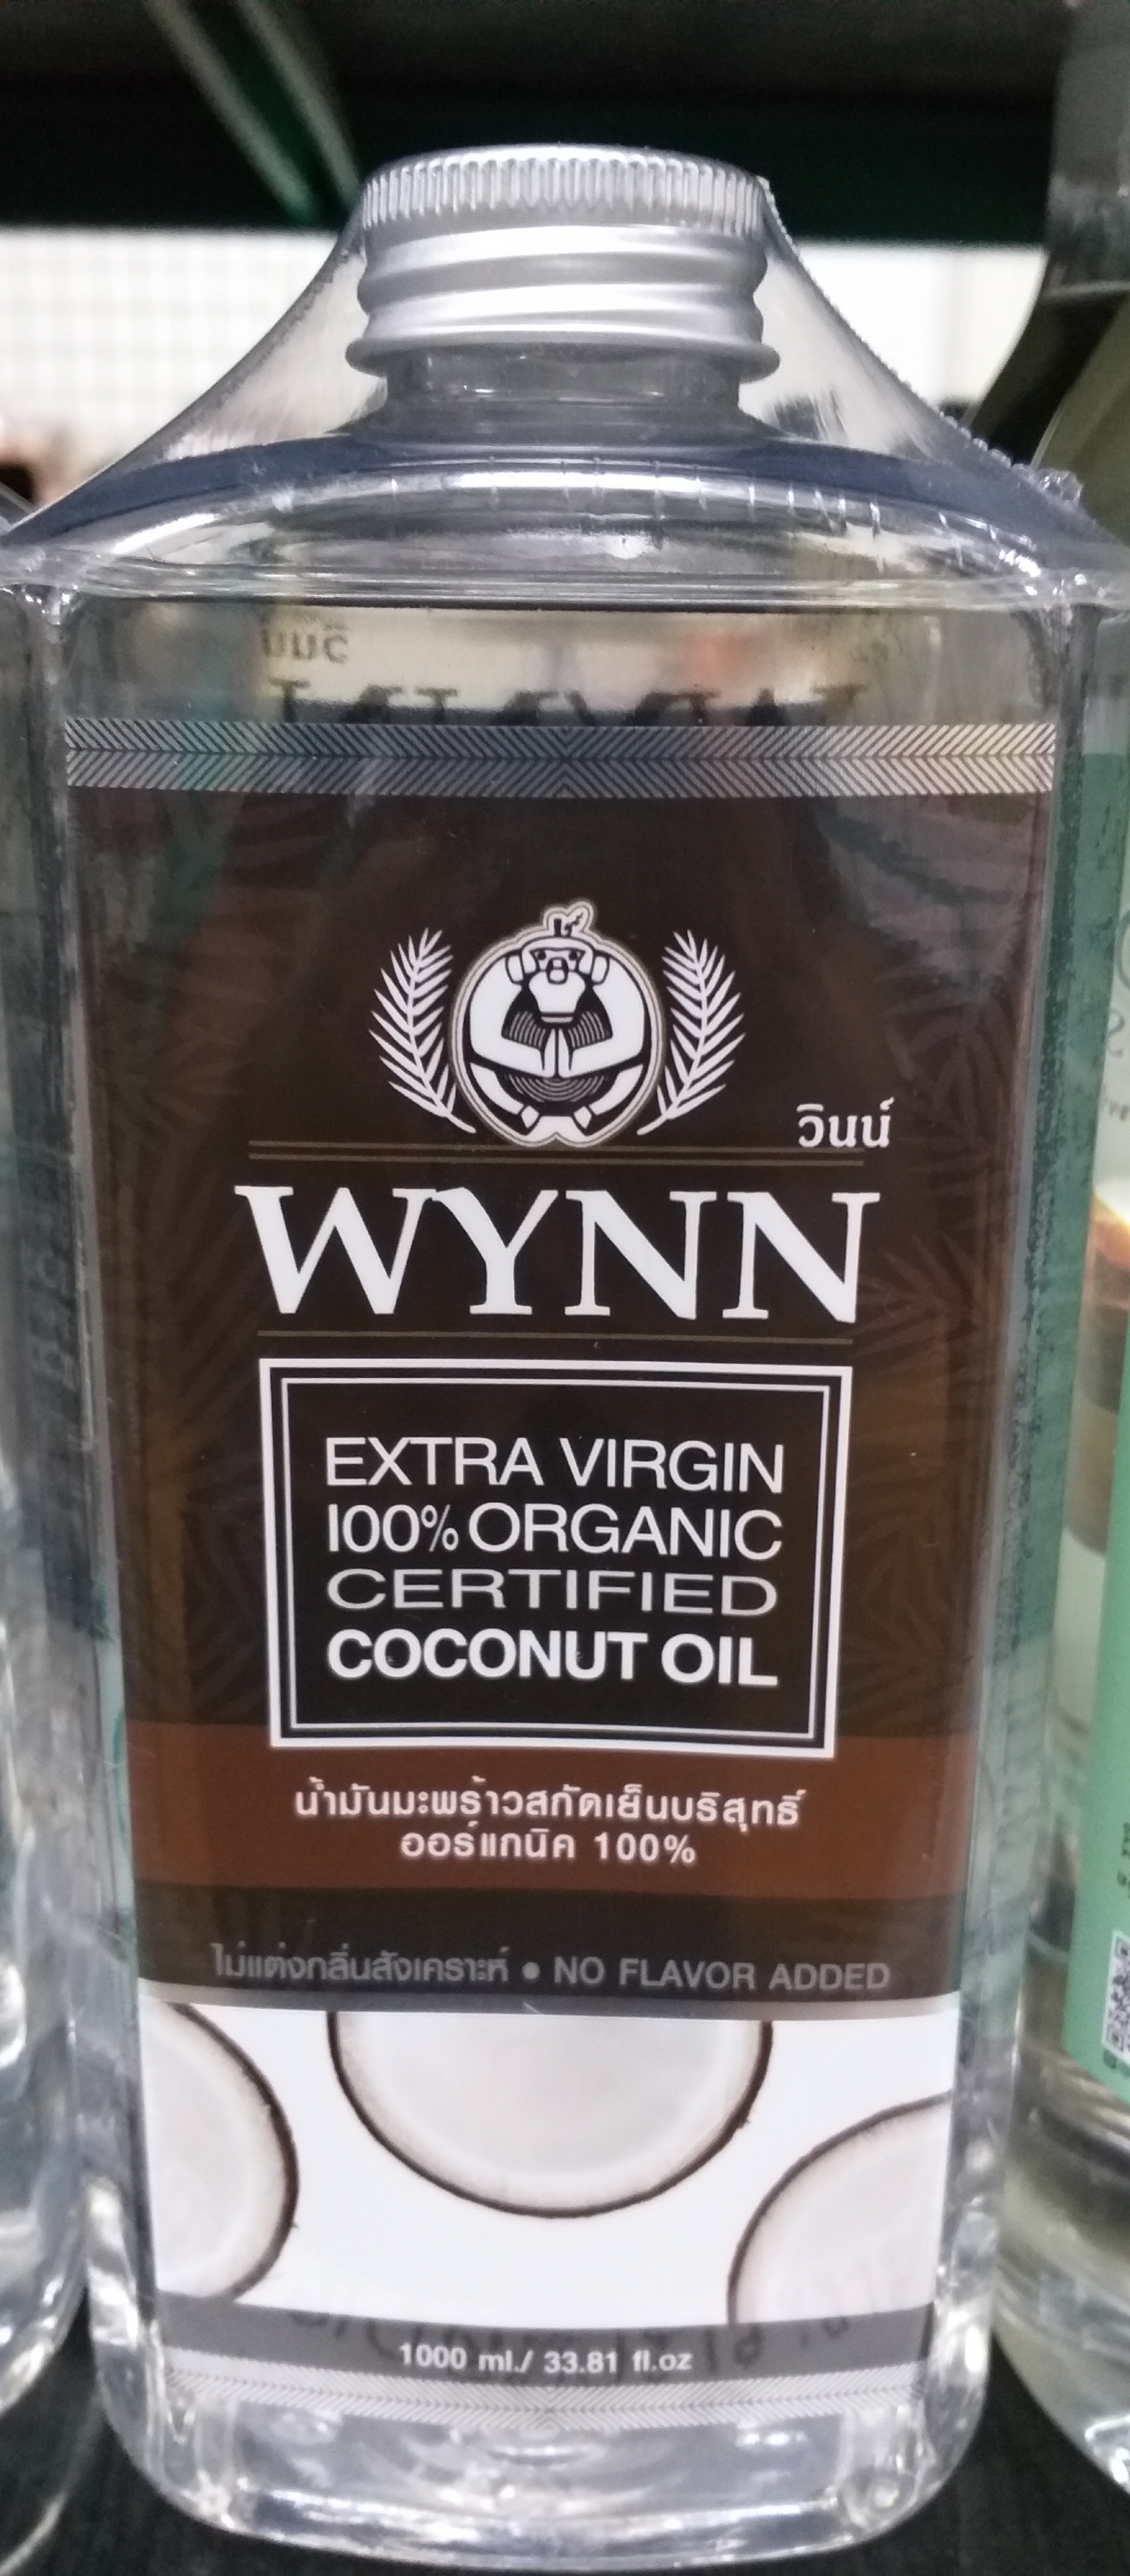 วินน์
WYNN
EXTRA VIRGIN
100% ORGANIC
CERTIFIED
COCONUT OIL
น้ำมันมะพร้าวสกัดเย็นบริสุทธิ์
ออร์แกนิค 100%
ไม่แต่งกลิ่นสังเคราะห์ • NO FLAVOR ADDED
1000 ml./ 33.81 fl.oz